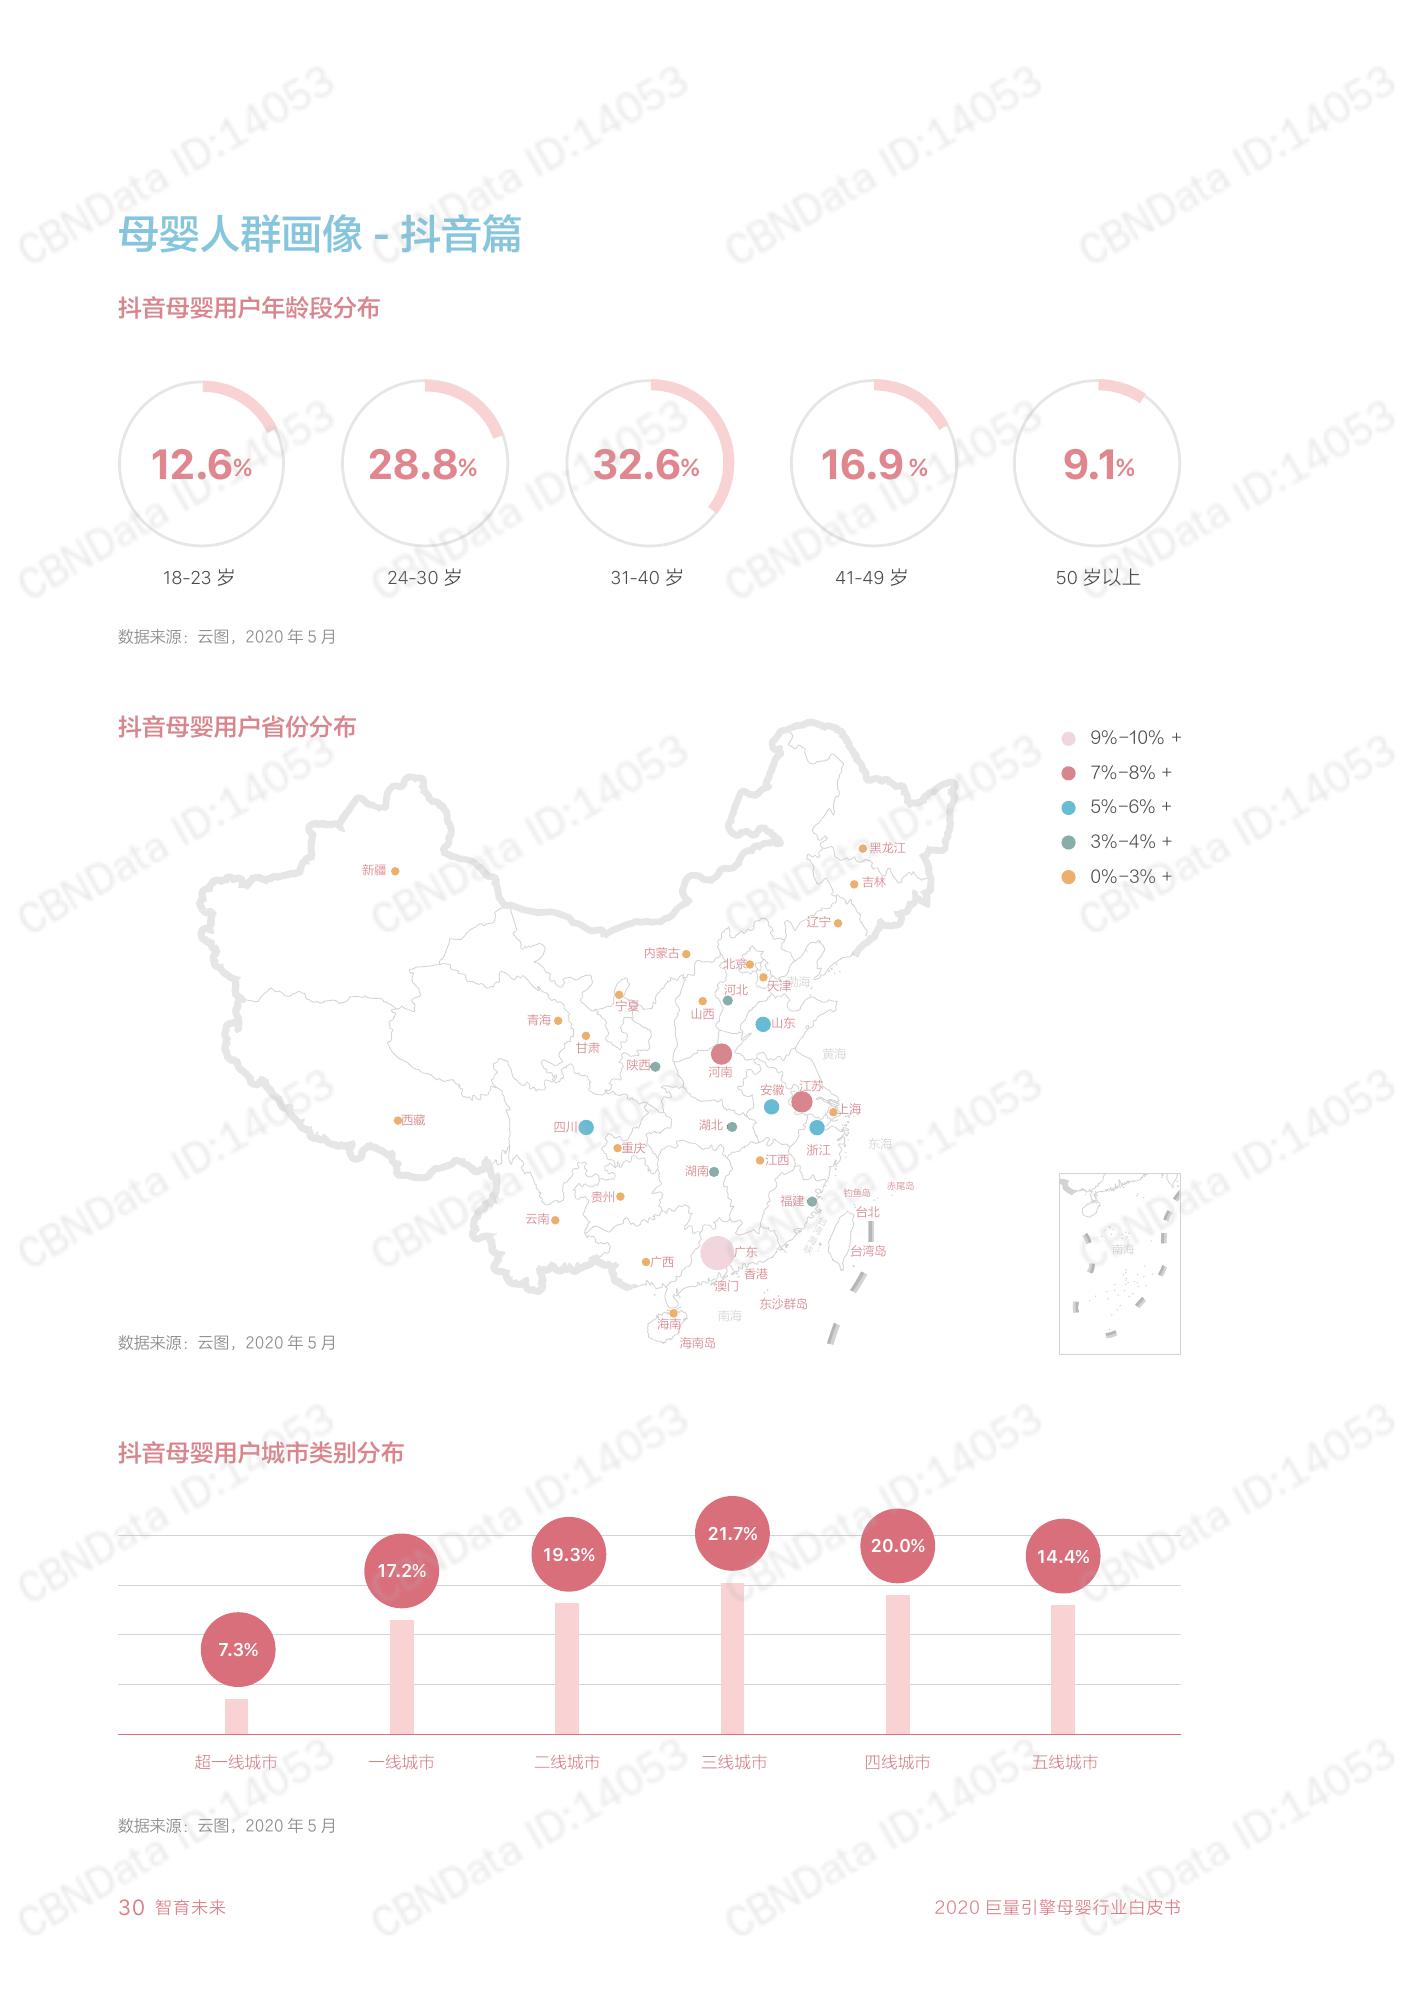 母婴人群画像 - 抖音篇
抖音母婴用户年龄段分布
12.6%
28.8%
32.6%
16.9 %
9.1%
18-23 岁
24-30 岁
31-40 岁
41-49 岁
50 岁以上
数据来源：云图，2020 年 5 月
抖音母婴用户省份分布
9%–10% +
7%–8% +
5%–6% +
3%–4% +
0%–3% +
黑龙江
新疆
吉林
辽宁
内蒙古
北京
天津
渤海
河北
宁夏
山西
青海
山东
甘肃
黄海
陕西
河南
安徽
江苏
上海
西藏
四川
湖北
浙江
东海
重庆
江西
湖南
贵州
福建
钓鱼岛
赤尾屿
云南
台北
台湾海峡
广西
广东
台湾岛
南海
香港
澳门
东沙群岛
海南
南海
海南岛
数据来源：云图，2020 年 5 月
抖音母婴用户城市类别分布
7.3%
17.2%
19.3%
21.7%
20.0%
14.4%
超一线城市
一线城市
二线城市
三线城市
四线城市
五线城市
数据来源：云图，2020 年 5 月
30 智育未来
2020 巨量引擎母婴行业白皮书
CBNData ID:14053